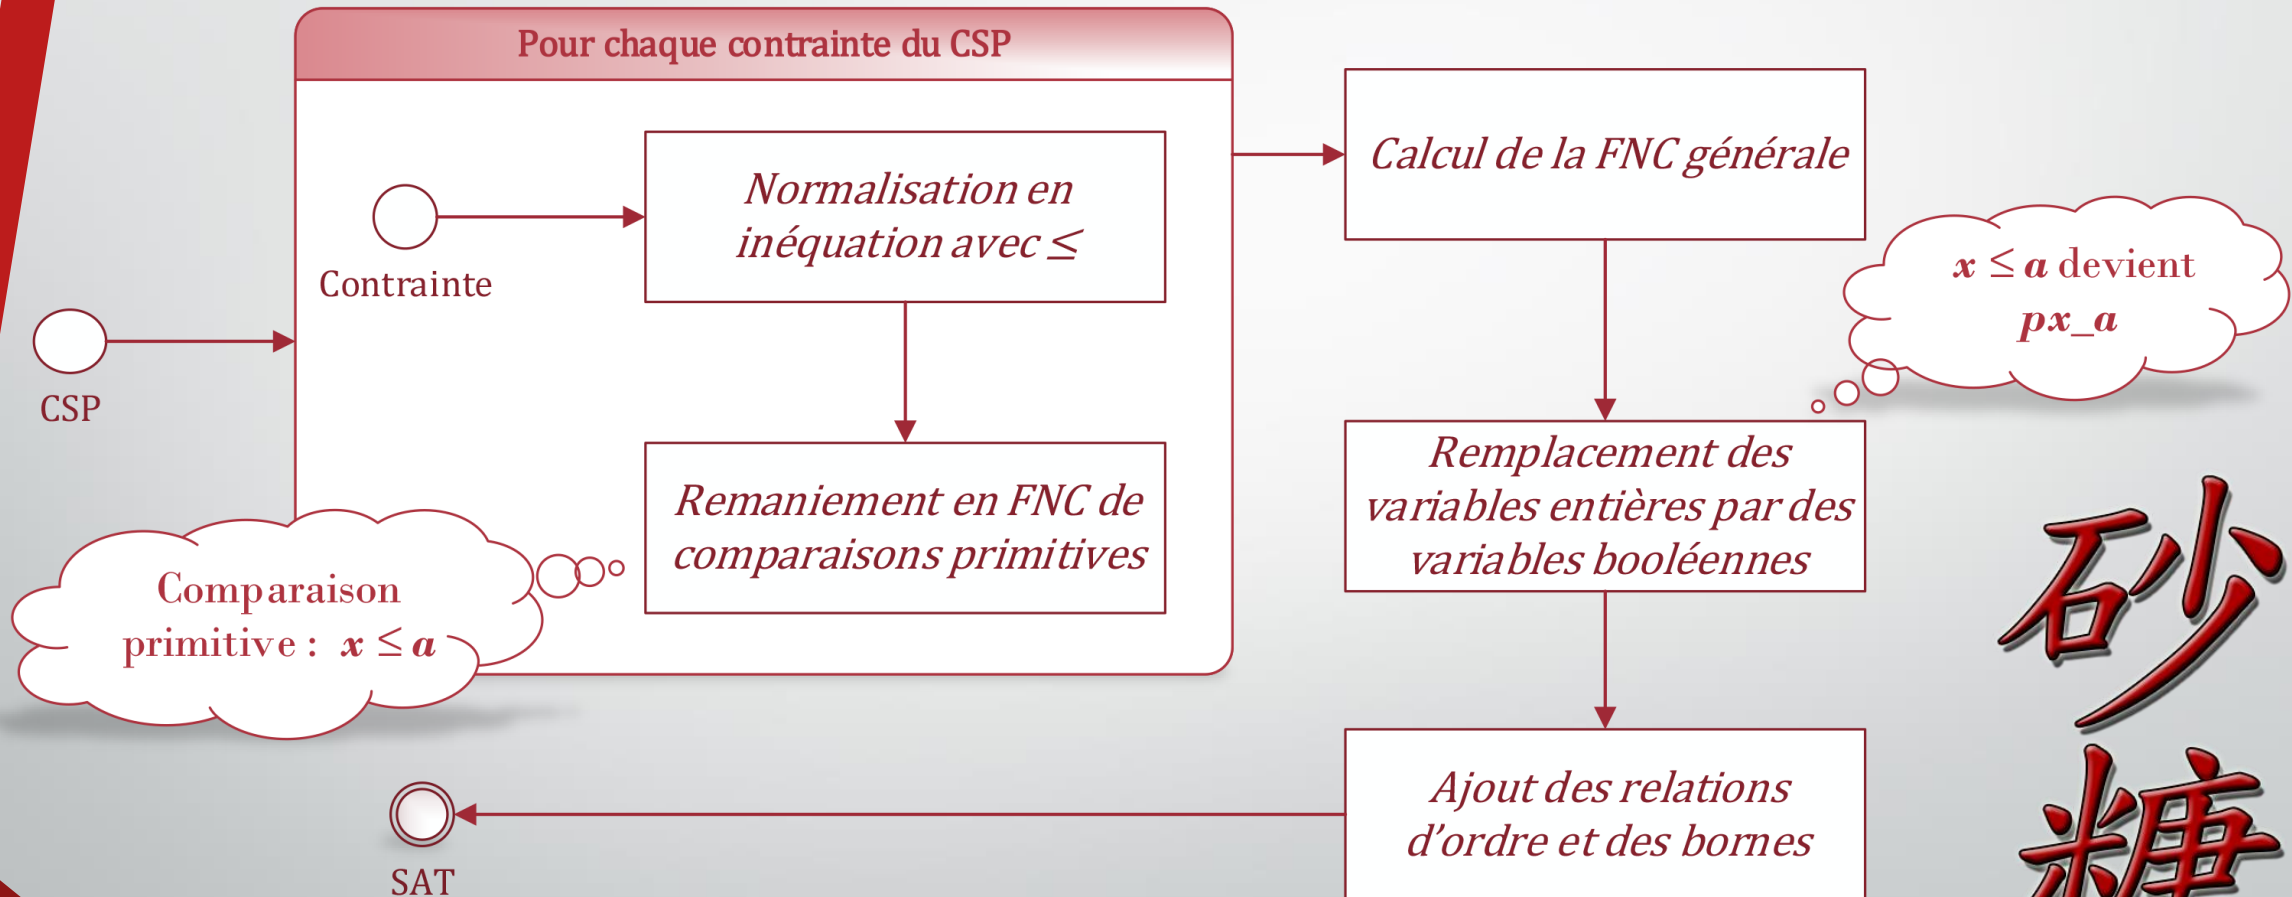 Pour chaque contrainte du CSP
Contrainte
Normalisation en
inéquation avec ≤
CSP
Remaniement en FNC de
comparaisons primitives
Comparaison
primitive : x ≤ a
Calcul de la FNC générale
x ≤ a devient
px_a
Remplacement des
variables entières par des
variables booléennes
Ajout des relations
d’ordre et des bornes
SAT
砂
糖